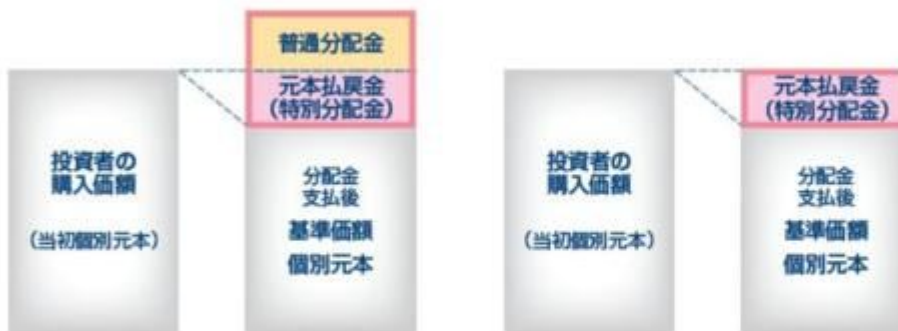 普通分配金
元本払戻金
（特別分配金）
投資者の
購入価額
（当初個別元本）
分配金
支払後
基準価額
個別元本
元本払戻金
（特別分配金）
投資者の
購入価額
（当初個別元本）
分配金
支払後
基準価額
個別元本